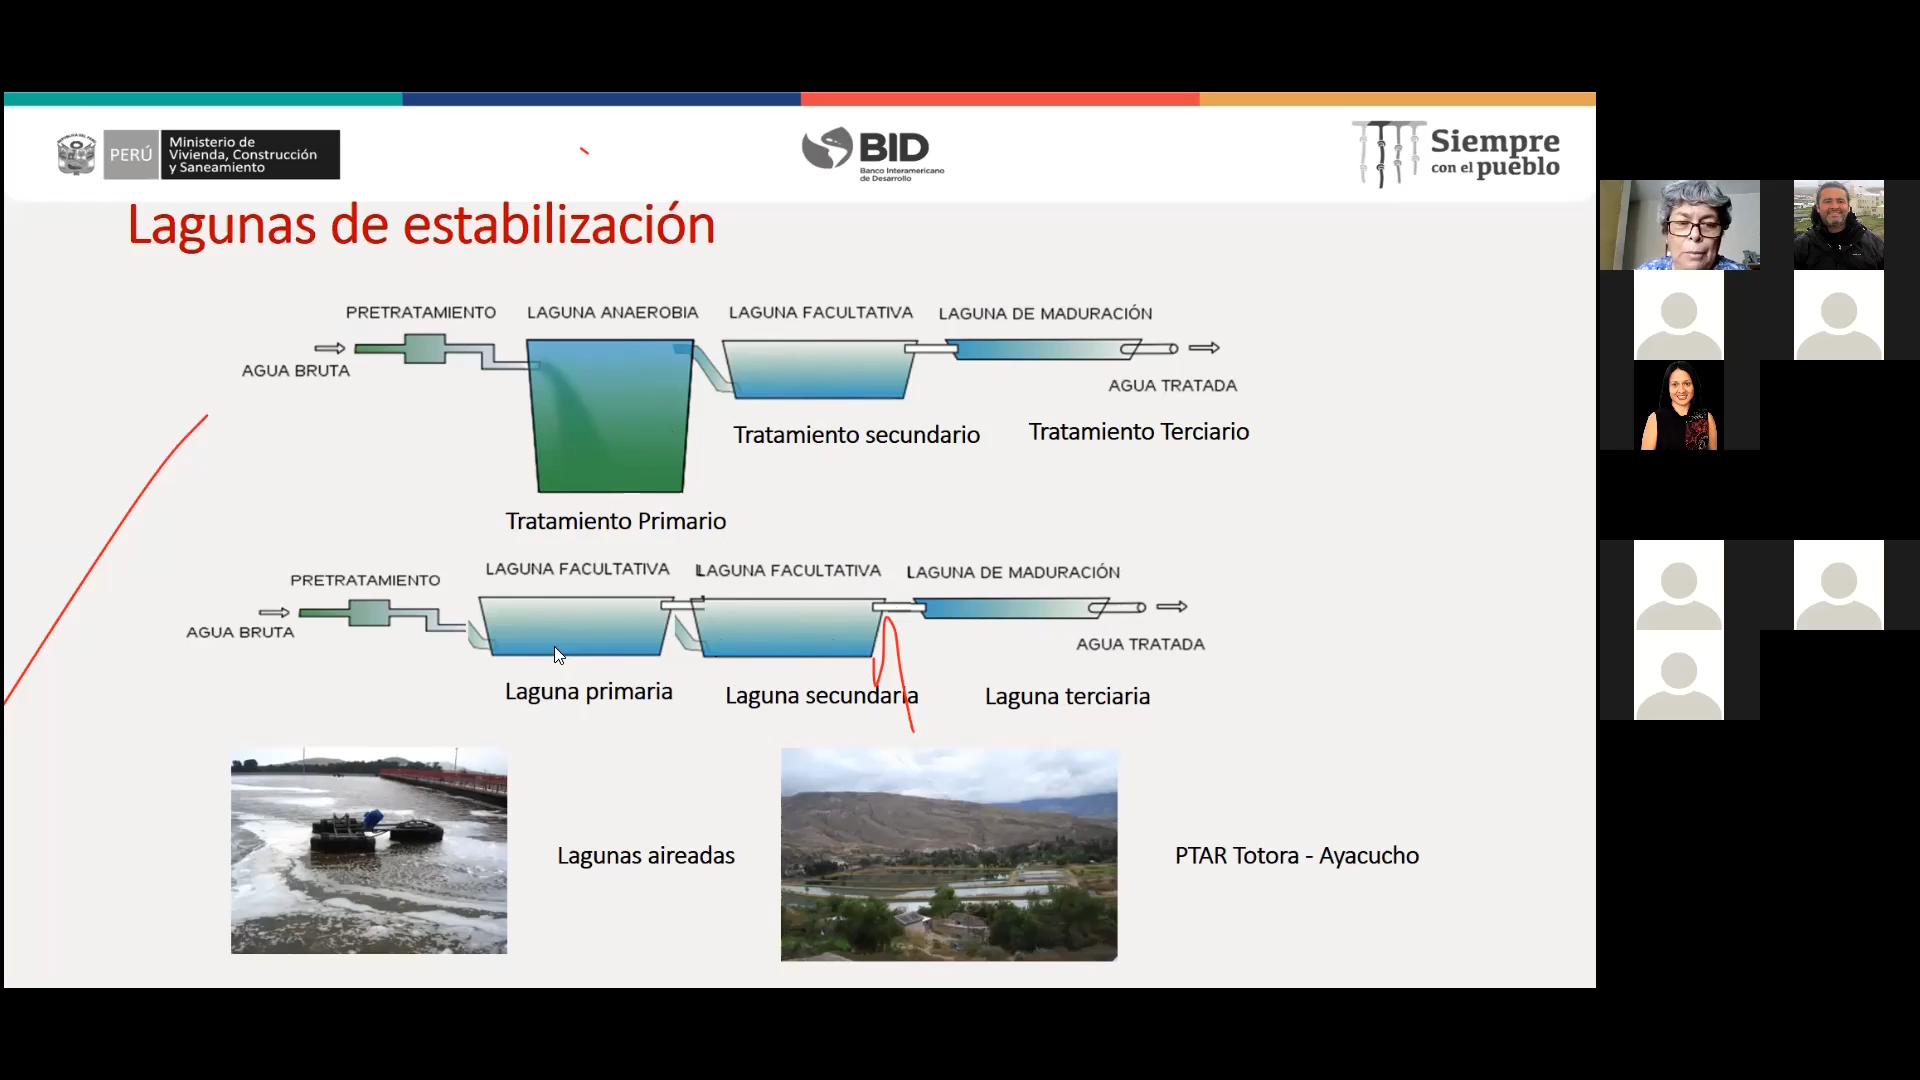 PERÚ
Ministerio de
Vivienda, Construcción
y Saneamiento
BID
Banco Interamericano
de Desarrollo
Siempre
con el pueblo
Lagunas de estabilización
PRETRATAMIENTO
LAGUNA ANAEROBIA
LAGUNA FACULTATIVA
LAGUNA DE MADURACIÓN
AGUA BRUTA
AGUA TRATADA
Tratamiento secundario
Tratamiento Terciario
Tratamiento Primario
PRETRATAMIENTO
LAGUNA FACULTATIVA
LAGUNA FACULTATIVA
LAGUNA DE MADURACIÓN
AGUA BRUTA
AGUA TRATADA
Laguna primaria
Laguna secundaria
Laguna terciaria
Lagunas aireadas
PTAR Totora - Ayacucho